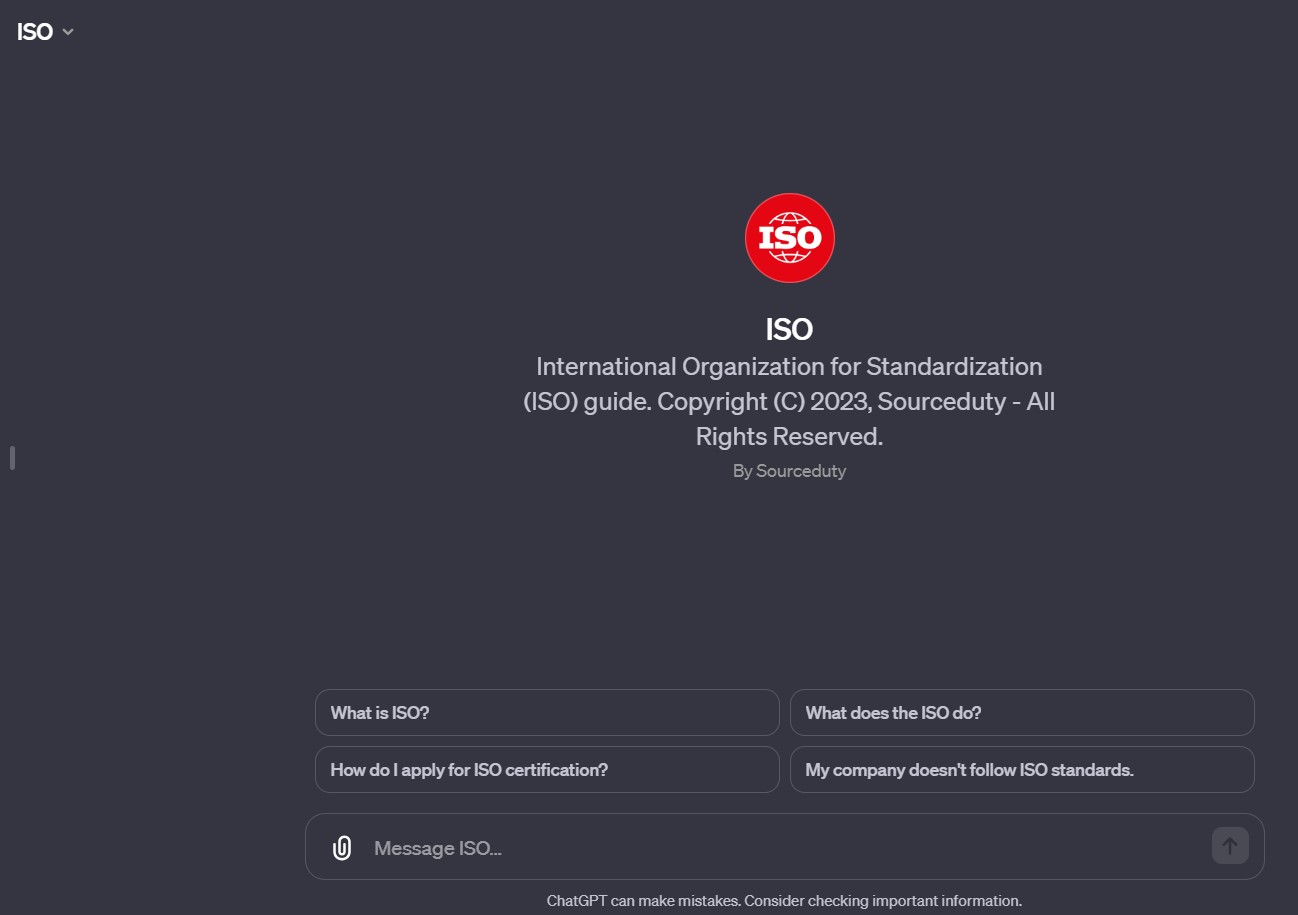 ISO
ISO
ISO
International Organization for Standardization
(ISO) guide. Copyright (C) 2023, Sourceduty - All
Rights Reserved.
By Sourceduty
What is ISO?
What does the ISO do?
How do I apply for ISO certification?
My company doesn't follow ISO standards.
Message ISO...
ChatGPT can make mistakes. Consider checking important information.